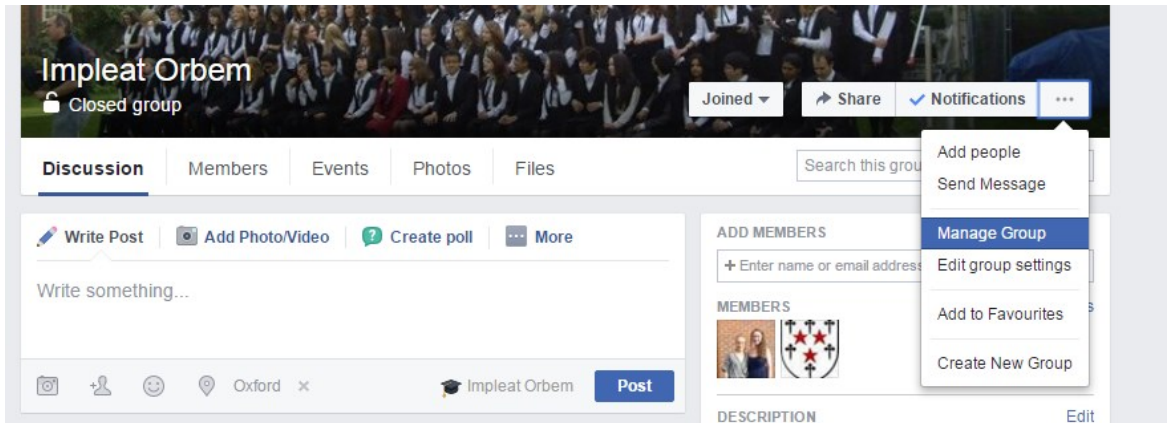 Impleat Orbem
Closed group
Joined
Share
Notifications
...
Discussion
Members
Events
Photos
Files
Search this grou
Add people
Send Message
Manage Group
Edit group settings
Add to Favourites
Create New Group
Write Post
Add Photo/Video
Create poll
More
Write something...
Oxford ×
Impleat Orbem
Post
ADD MEMBERS
+ Enter name or email address
MEMBERS
s
DESCRIPTION
Edit